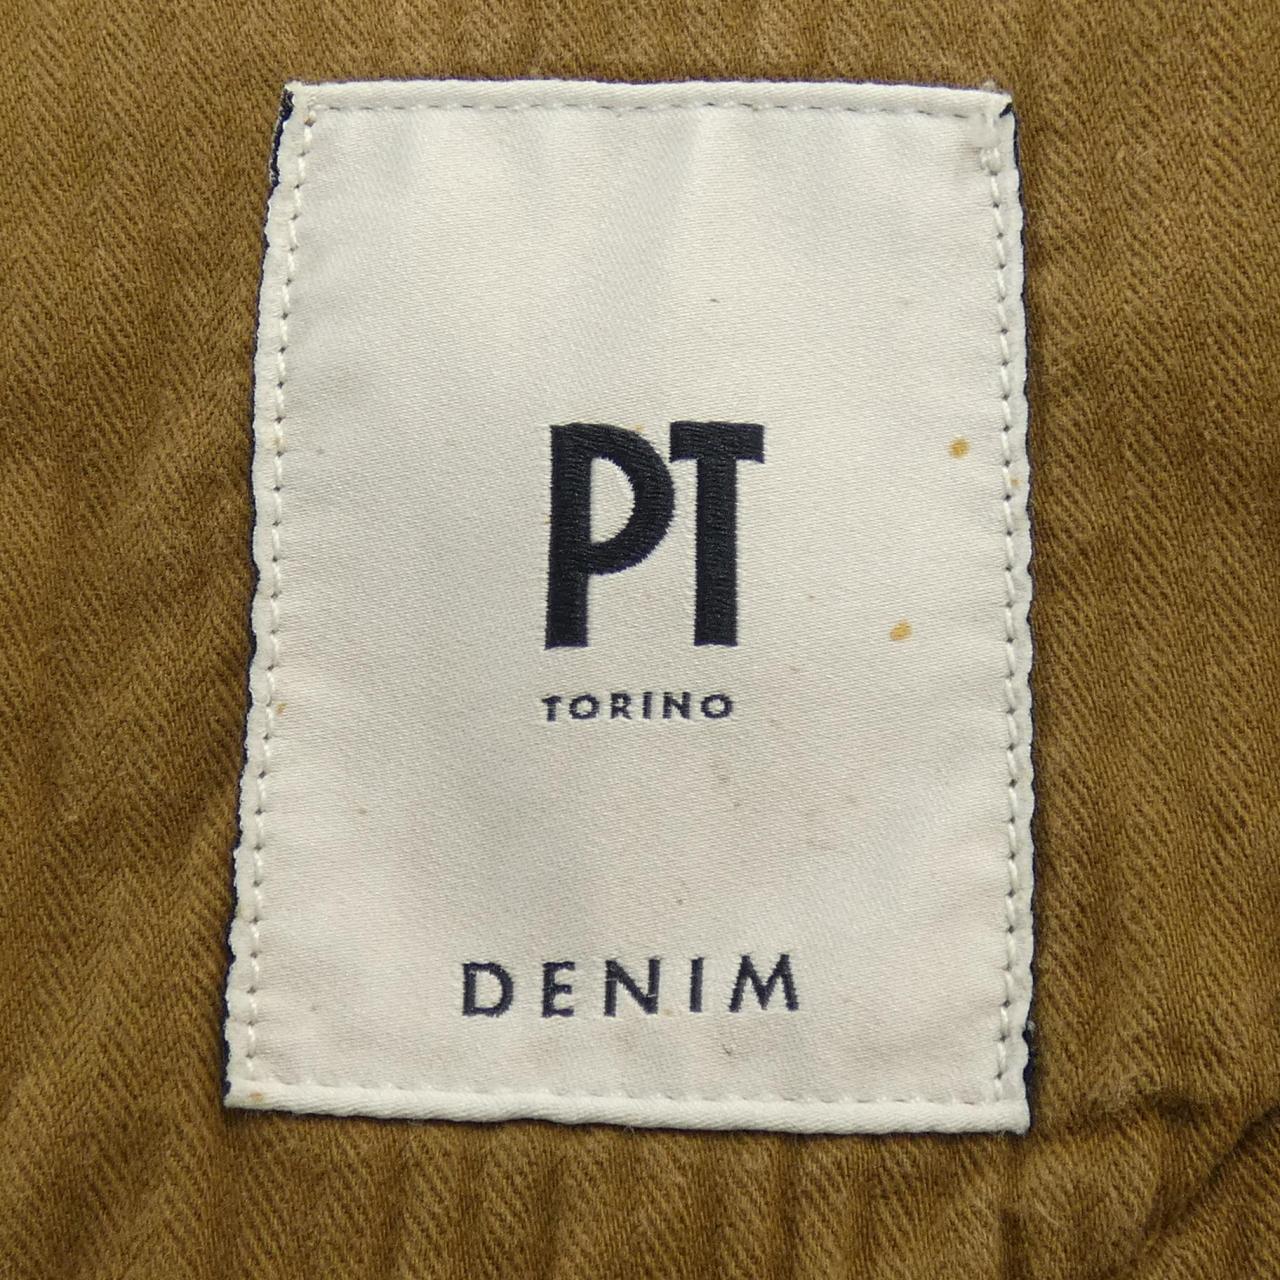 PT
TORINO
DENIM